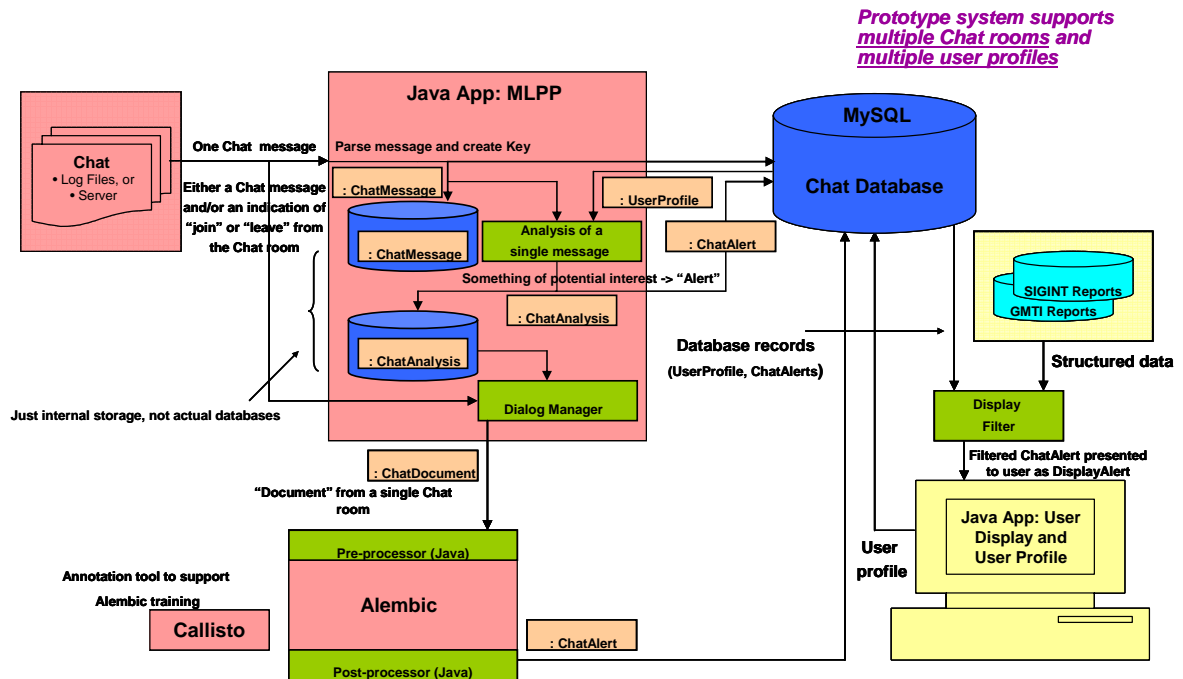 Prototype system supports
multiple Chat rooms and
multiple user profiles
Java App: MLPP
MySQL
Chat Database
Chat
• Log Files, or
• Server
One Chat message
Parse message and create Key
Either a Chat message
and/or an indication of
“join” or “leave” from
the Chat room
: ChatMessage
: UserProfile
: ChatMessage
Analysis of a
single message
: ChatAlert
Something of potential interest -> “Alert”
: ChatAnalysis
: ChatAnalysis
SIGINT Reports
GMTI Reports
Database records
(UserProfile, ChatAlerts)
Structured data
Just internal storage, not actual databases
Dialog Manager
Display
Filter
: ChatDocument
Filtered ChatAlert presented
to user as DisplayAlert
“Document” from a single Chat
room
Java App: User
Display and
User Profile
User
profile
Pre-processor (Java)
Annotation tool to support
Alembic training
Alembic
Callisto
: ChatAlert
Post-processor (Java)